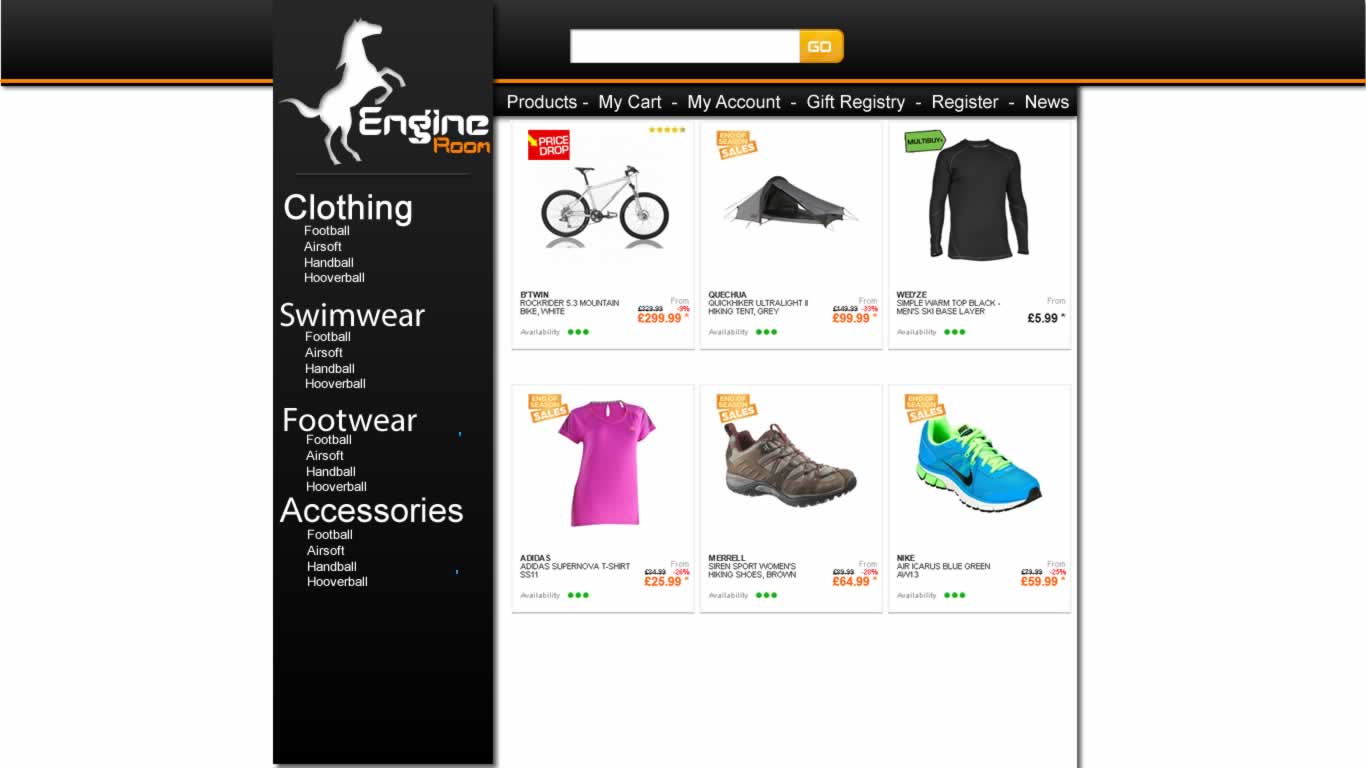 GO
Engine
Room
Products - My Cart - My Account - Gift Registry - Register - News
Clothing
Football
Airsoft
Handball
Hooverball
Swimwear
Football
Airsoft
Handball
Hooverball
Footwear
Football
Airsoft
Handball
Hooverball
Accessories
Football
Airsoft
Handball
Hooverball
PRICE
DROP
B'TWIN
ROCKRIDER 5.3 MOUNTAIN
BIKE, WHITE
From
£329.99 -9%
£299.99 *
Availability
END OF
SEASON
SALES
QUECHUA
QUICKHIKER ULTRALIGHT II
HIKING TENT, GREY
From
£149.99 -33%
£99.99 *
Availability
MULTIBUY
WED'ZE
SIMPLE WARM TOP BLACK -
MEN'S SKI BASE LAYER
From
£5.99 *
Availability
END OF
SEASON
SALES
ADIDAS
ADIDAS SUPERNOVA T-SHIRT
SS11
From
£34.99 -26%
£25.99 *
Availability
END OF
SEASON
SALES
MERRELL
SIREN SPORT WOMEN'S
HIKING SHOES, BROWN
From
£89.99 -28%
£64.99 *
Availability
END OF
SEASON
SALES
NIKE
AIR ICARUS BLUE GREEN
AW13
From
£79.99 -25%
£59.99 *
Availability